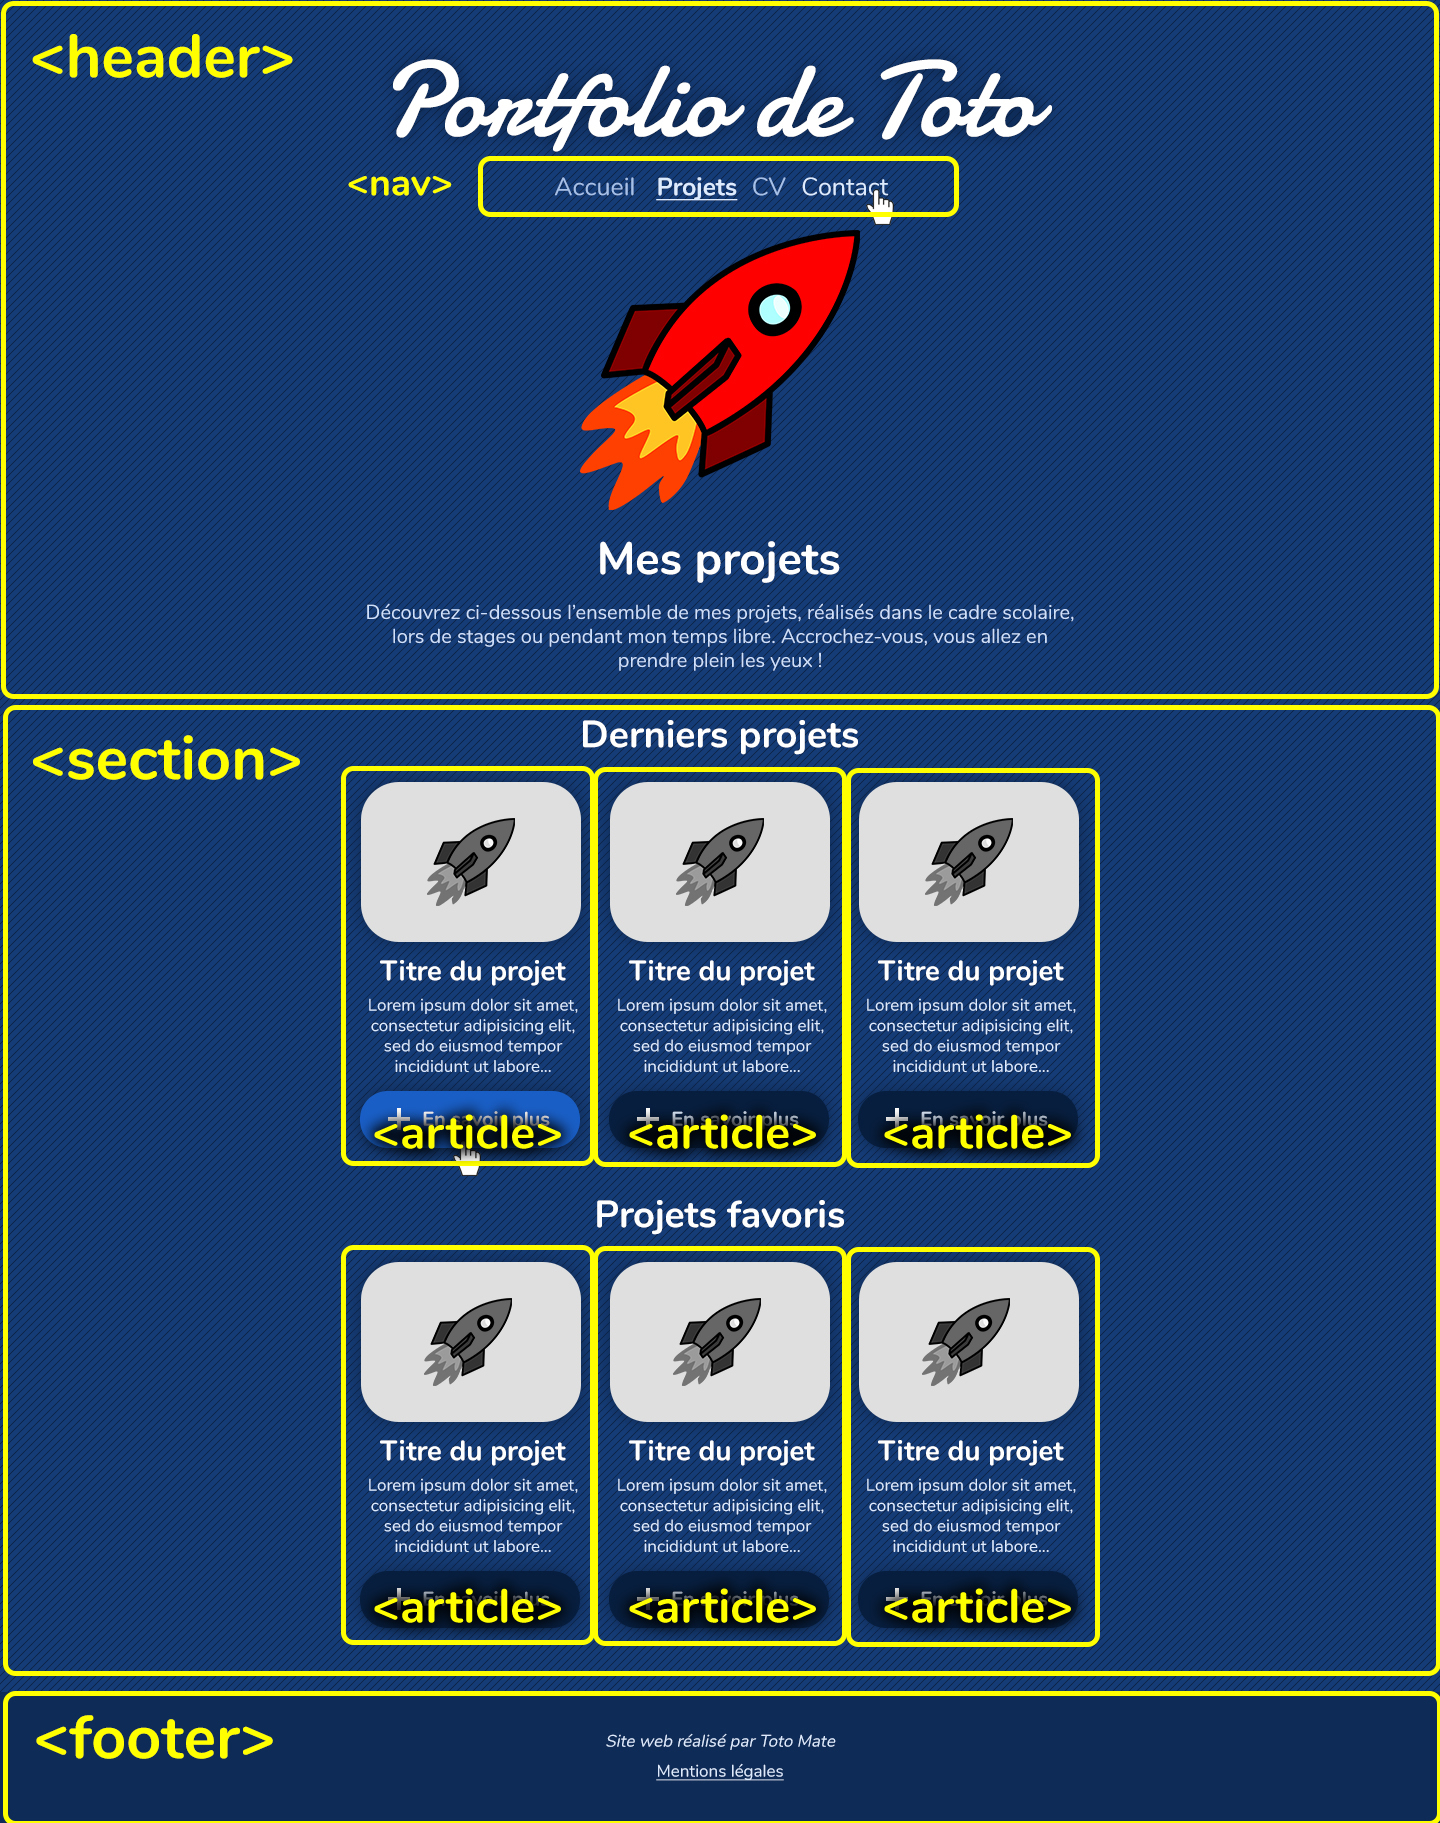 <header>
Portfolio de Toto
<nav>
Accueil Projets CV Contact
Mes projets
Découvrez ci-dessous l’ensemble de mes projets, réalisés dans le cadre scolaire,
lors de stages ou pendant mon temps libre. Accrochez-vous, vous allez en
prendre plein les yeux !
<section>
Derniers projets
Titre du projet
Lorem ipsum dolor sit amet,
consectetur adipisicing elit,
sed do eiusmod tempor
incididunt ut labore...
En savoir plus
<article>
Titre du projet
Lorem ipsum dolor sit amet,
consectetur adipisicing elit,
sed do eiusmod tempor
incididunt ut labore...
En savoir plus
<article>
Titre du projet
Lorem ipsum dolor sit amet,
consectetur adipisicing elit,
sed do eiusmod tempor
incididunt ut labore...
En savoir plus
<article>
Projets favoris
Titre du projet
Lorem ipsum dolor sit amet,
consectetur adipisicing elit,
sed do eiusmod tempor
incididunt ut labore...
En savoir plus
<article>
Titre du projet
Lorem ipsum dolor sit amet,
consectetur adipisicing elit,
sed do eiusmod tempor
incididunt ut labore...
En savoir plus
<article>
Titre du projet
Lorem ipsum dolor sit amet,
consectetur adipisicing elit,
sed do eiusmod tempor
incididunt ut labore...
En savoir plus
<article>
<footer>
Site web réalisé par Toto Mate
Mentions légales